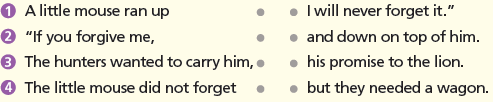 1 A little mouse ran up ● ● I will never forget it.”
2 “If you forgive me, ● ● and down on top of him.
3 The hunters wanted to carry him, ● ● his promise to the lion.
4 The little mouse did not forget ● ● but they needed a wagon.